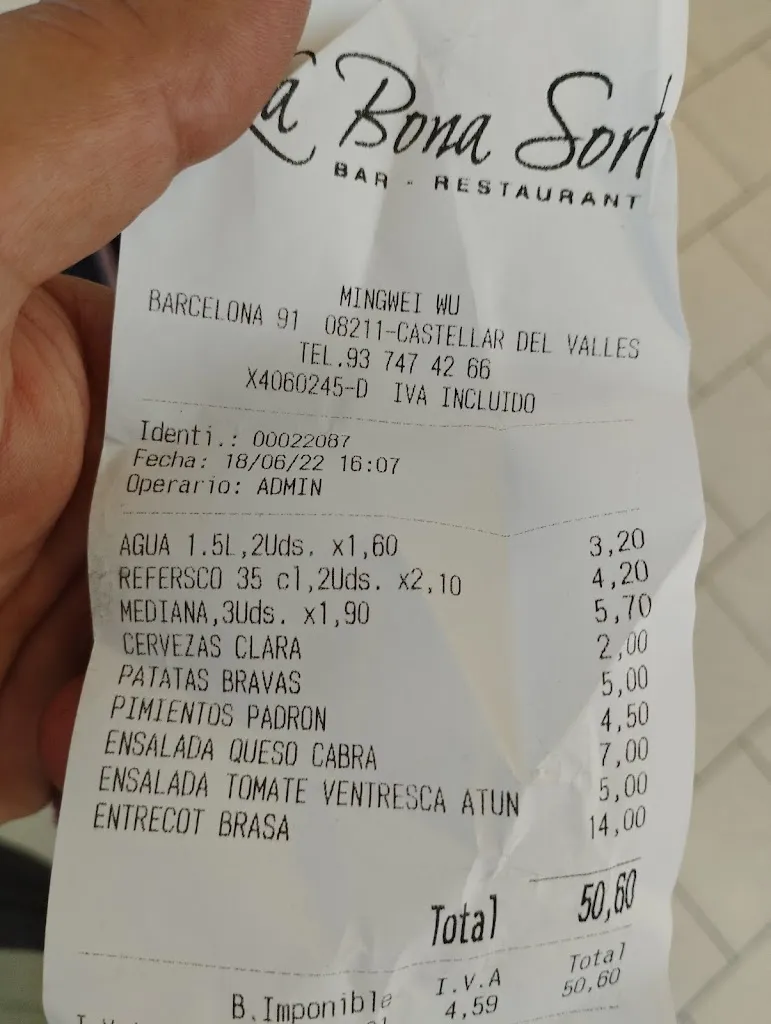 La Bona Sort
BAR - RESTAURANT
MINGWEI WU
BARCELONA 91 08211-CASTELLAR DEL VALLES
TEL.93 747 42 66
X4060245-D IVA INCLUIDO
Identi.: 00022087
Fecha: 18/06/22 16:07
Operario: ADMIN
AGUA 1.5L,2Uds. x1,60 3,20
REFERSCO 35 cl,2Uds. x2,10 4,20
MEDIANA,3Uds. x1,90 5,70
CERVEZAS CLARA 2,00
PATATAS BRAVAS 5,00
PIMIENTOS PADRON 4,50
ENSALADA QUESO CABRA 7,00
ENSALADA TOMATE VENTRESCA ATUN 5,00
ENTRECOT BRASA 14,00
Total 50,60
B.Imponible I.V.A Total
4,59 50,60